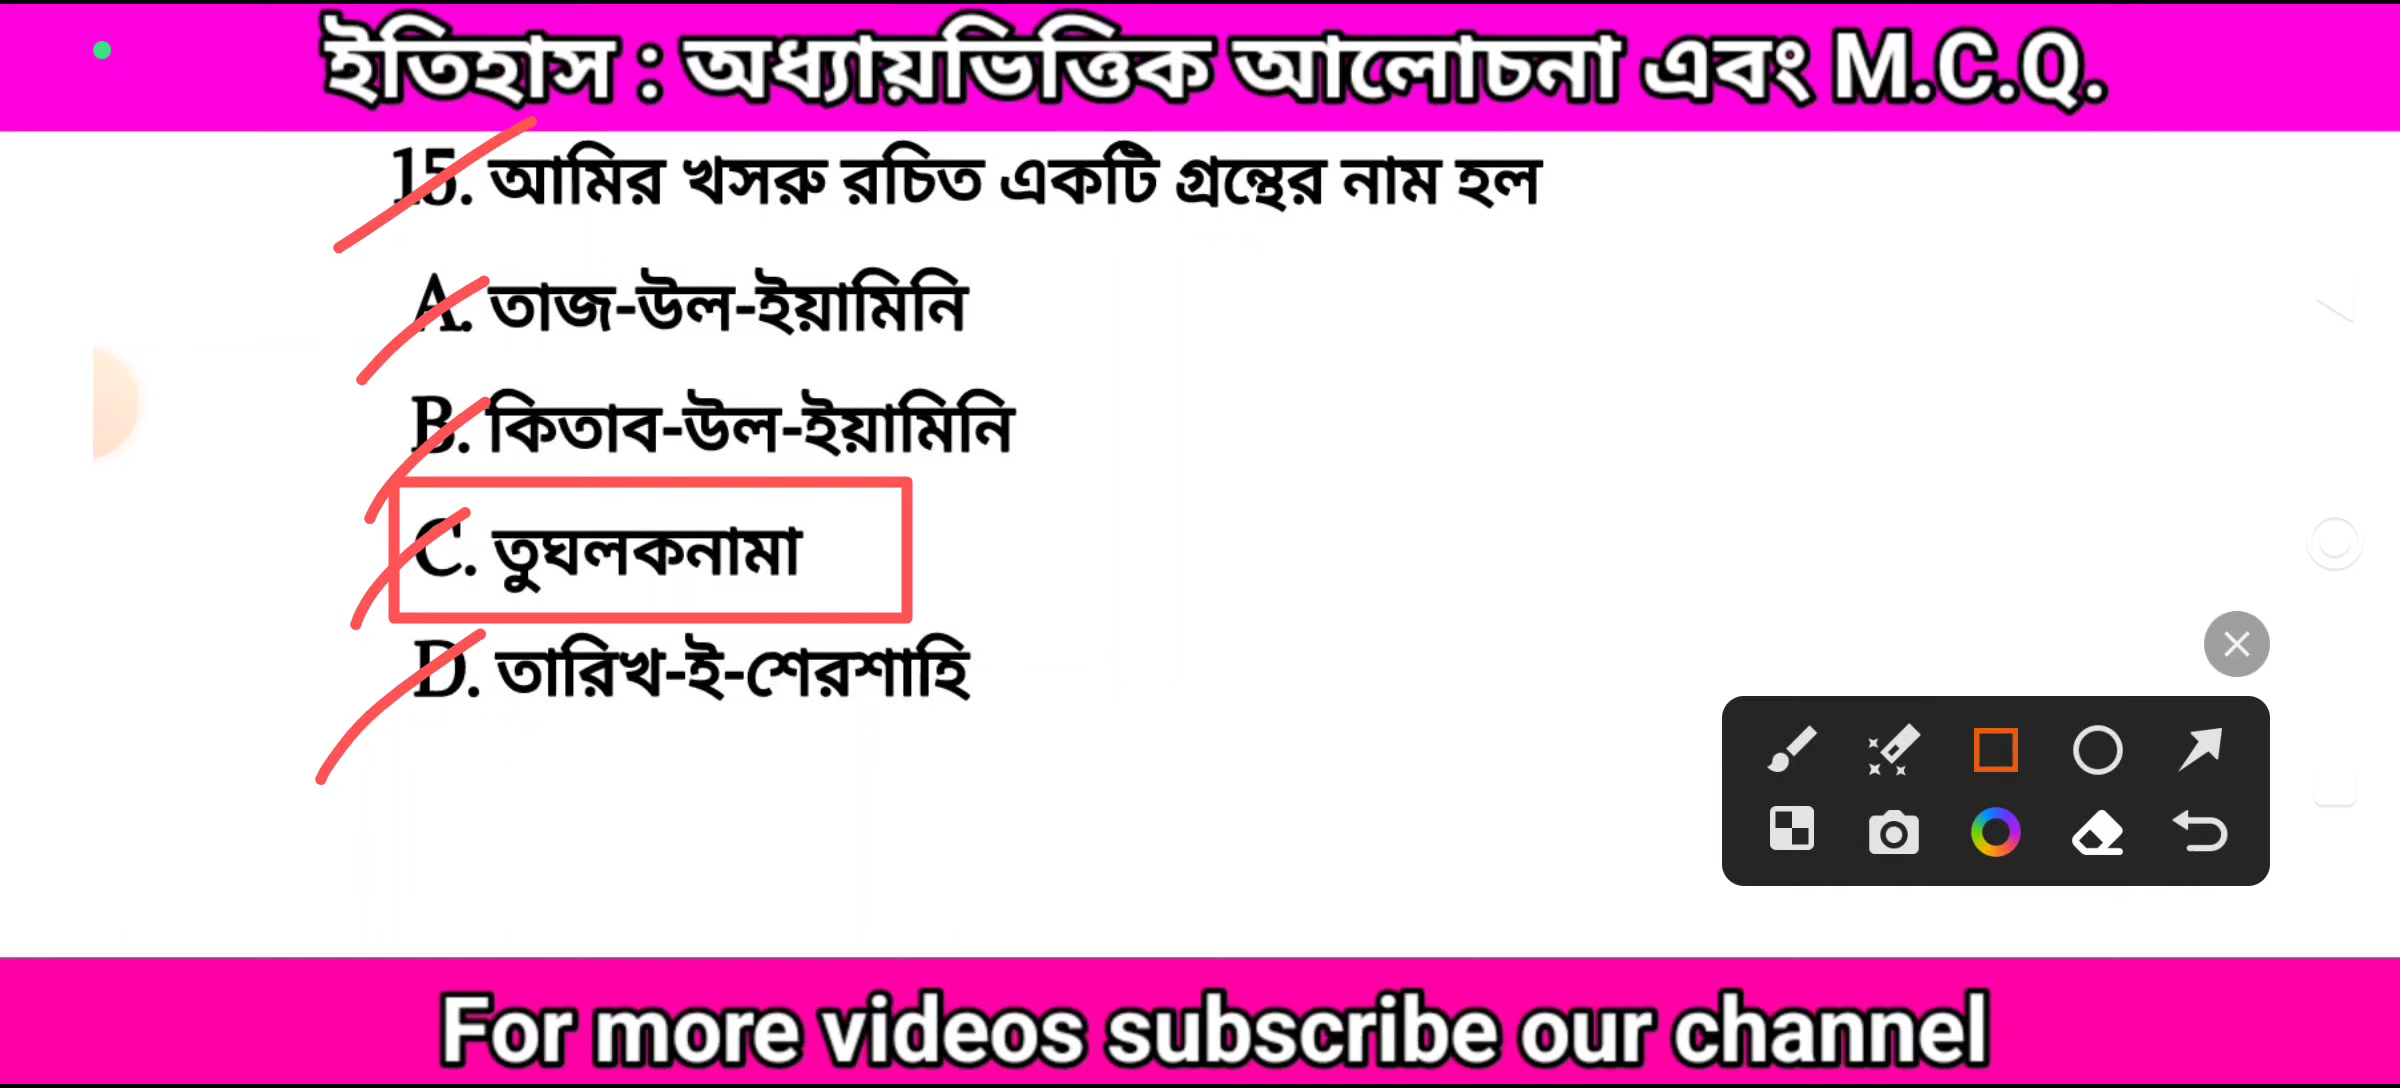 ইতিহাস : অধ্যায়ভিত্তিক আলোচনা এবং M.C.Q.
15. আমির খসরু রচিত একটি গ্রন্থের নাম হল
A. তাজ-উল-ইয়ামিনি
B. কিতাব-উল-ইয়ামিনি
C. তুঘলকনামা
D. তারিখ-ই-শেরশাহি
For more videos subscribe our channel